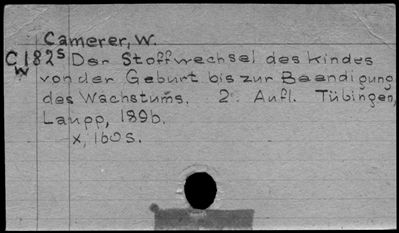 Camerer, W.
C182s Der Stoffwechsel des Kindes
W von der Geburt bis zur Beendigung
des Wachstums. 2. Aufl. Tübingen,
Laupp, 1896.
x, 160 s.